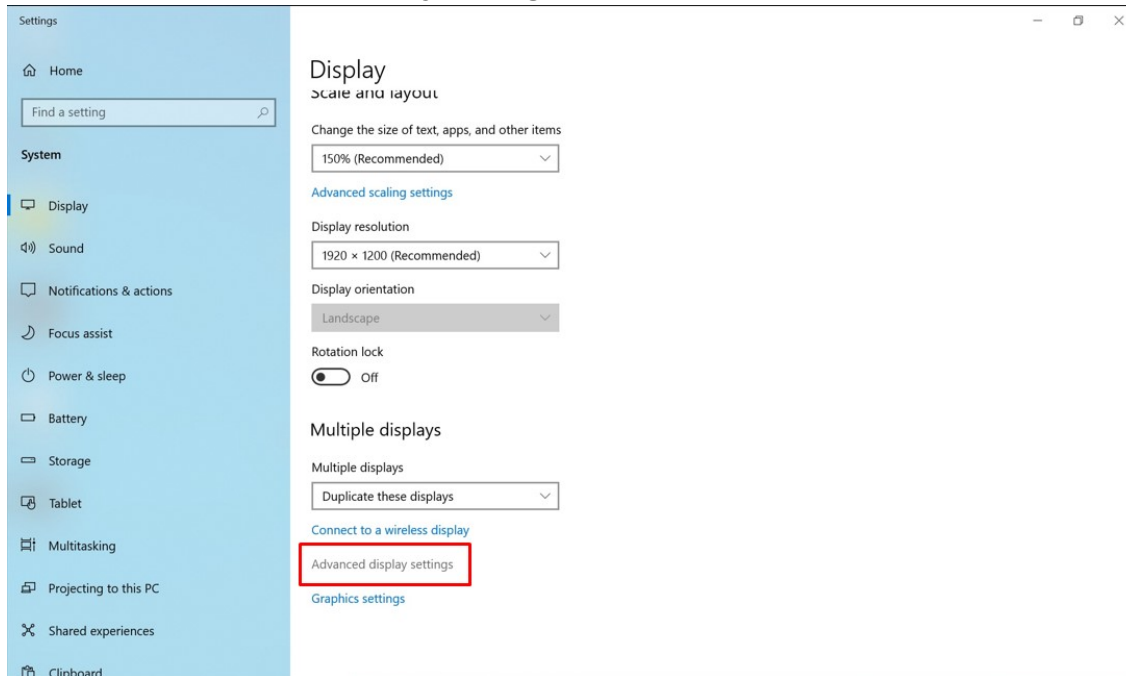 Settings
Home
Find a setting
System
Display
Sound
Notifications & actions
Focus assist
Power & sleep
Battery
Storage
Tablet
Multitasking
Projecting to this PC
Shared experiences
Clipboard
Display
Scale and layout
Change the size of text, apps, and other items
150% (Recommended)
Advanced scaling settings
Display resolution
1920 × 1200 (Recommended)
Display orientation
Landscape
Rotation lock
Off
Multiple displays
Multiple displays
Duplicate these displays
Connect to a wireless display
Advanced display settings
Graphics settings